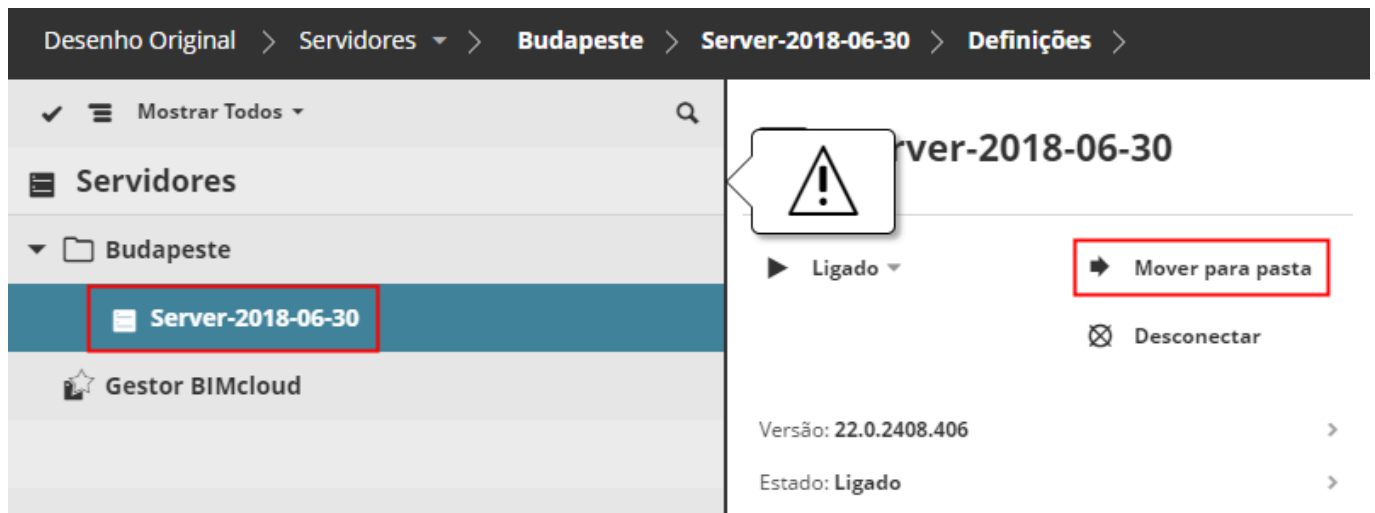 Desenho Original > Servidores > Budapeste > Server-2018-06-30 > Definições >
Mostrar Todos
Servidores
Budapeste
Server-2018-06-30
Gestor BIMcloud
rver-2018-06-30
Ligado
Mover para pasta
Desconectar
Versão: 22.0.2408.406
Estado: Ligado